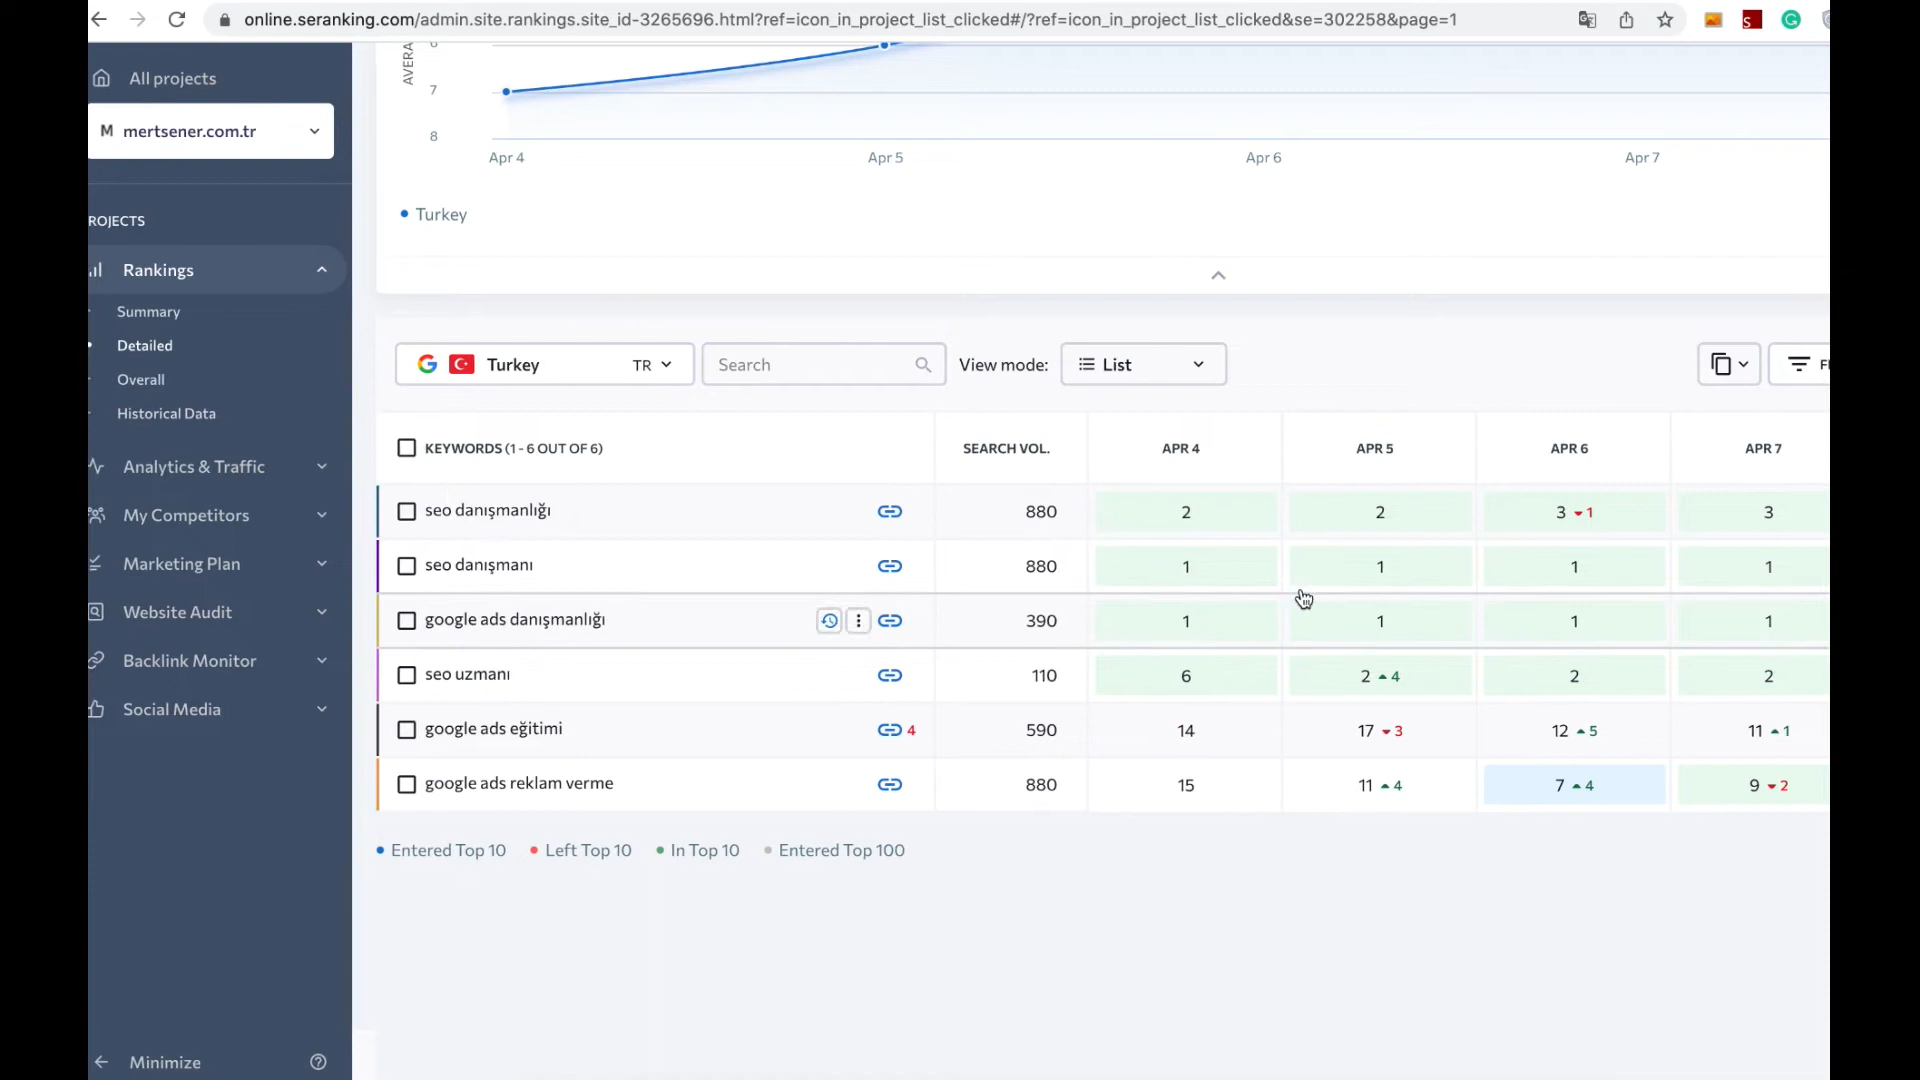 online.seranking.com/admin.site.rankings.site_id-3265696.html?ref=icon_in_project_list_clicked#/?ref=icon_in_project_list_clicked&se=302258&page=1
All projects
M mertsener.com.tr
ROJECTS
Rankings
Summary
Detailed
Overall
Historical Data
Analytics & Traffic
My Competitors
Marketing Plan
Website Audit
Backlink Monitor
Social Media
Minimize
AVERA
6
7
8
Apr 4 Apr 5 Apr 6 Apr 7
Turkey
Turkey TR Search View mode: List
KEYWORDS (1 - 6 OUT OF 6) SEARCH VOL. APR 4 APR 5 APR 6 APR 7
seo danışmanlığı 880 2 2 3 1 3
seo danışmanı 880 1 1 1 1
google ads danışmanlığı 390 1 1 1 1
seo uzmanı 110 6 2 4 2 2
google ads eğitimi 4 590 14 17 3 12 5 11 1
google ads reklam verme 880 15 11 4 7 4 9 2
Entered Top 10 Left Top 10 In Top 10 Entered Top 100